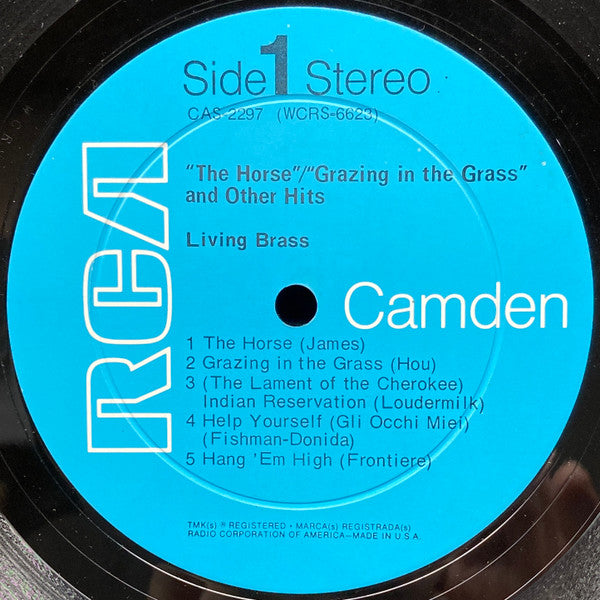 Side 1 Stereo
CAS-2297 (WCRS-6623)
"The Horse"/"Grazing in the Grass"
and Other Hits
Living Brass
RCA
Camden
1 The Horse (James)
2 Grazing in the Grass (Hou)
3 (The Lament of the Cherokee)
Indian Reservation (Loudermilk)
4 Help Yourself (Gli Occhi Miei)
(Fishman-Donida)
5 Hang 'Em High (Frontiere)
TMK(s) ® REGISTERED • MARCA(s) REGISTRADA(s)
RADIO CORPORATION OF AMERICA—MADE IN U.S.A.